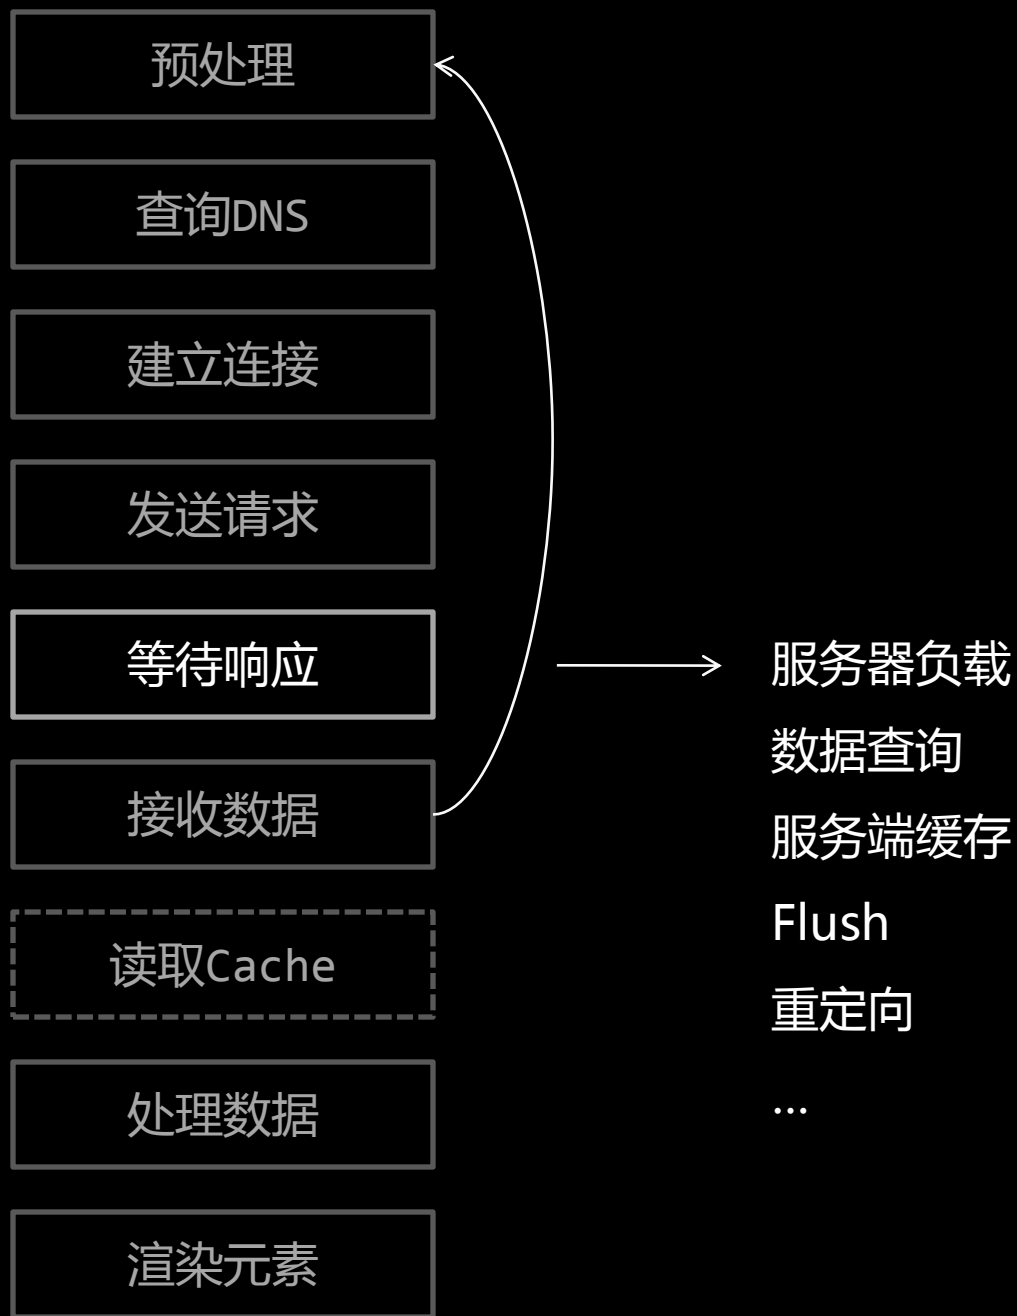 预处理
查询DNS
建立连接
发送请求
等待响应
接收数据
读取Cache
处理数据
渲染元素
服务器负载
数据查询
服务端缓存
Flush
重定向
...